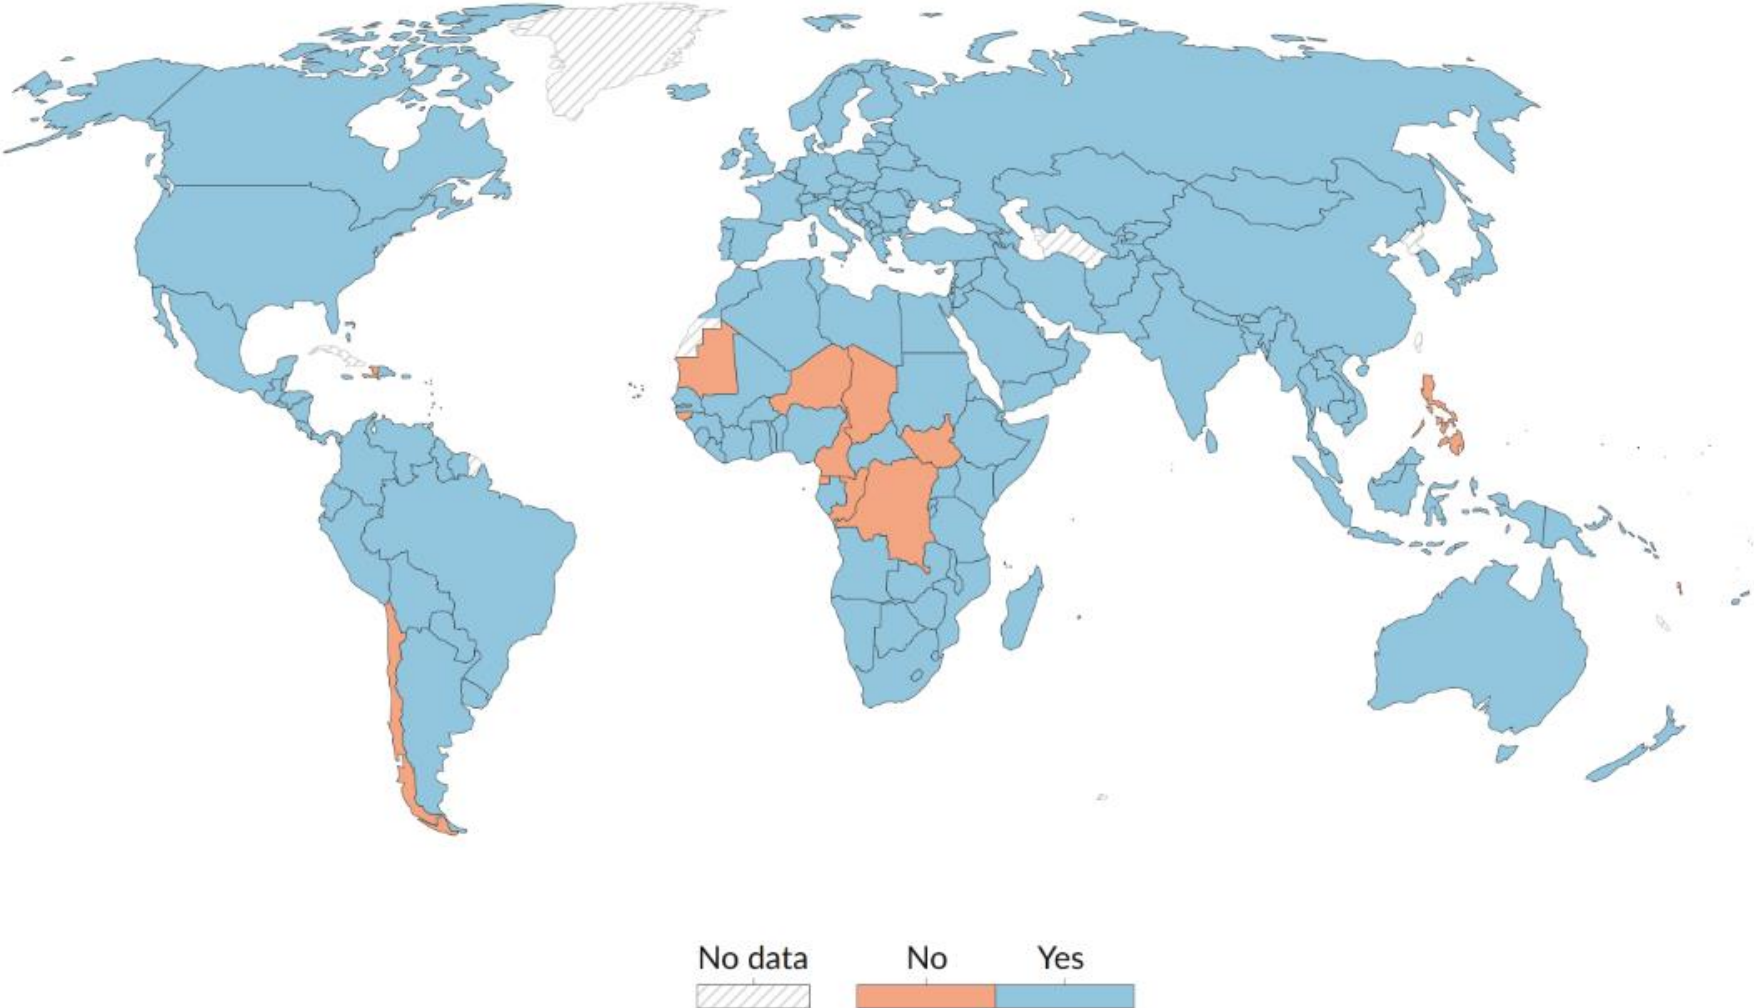 No data
No
Yes